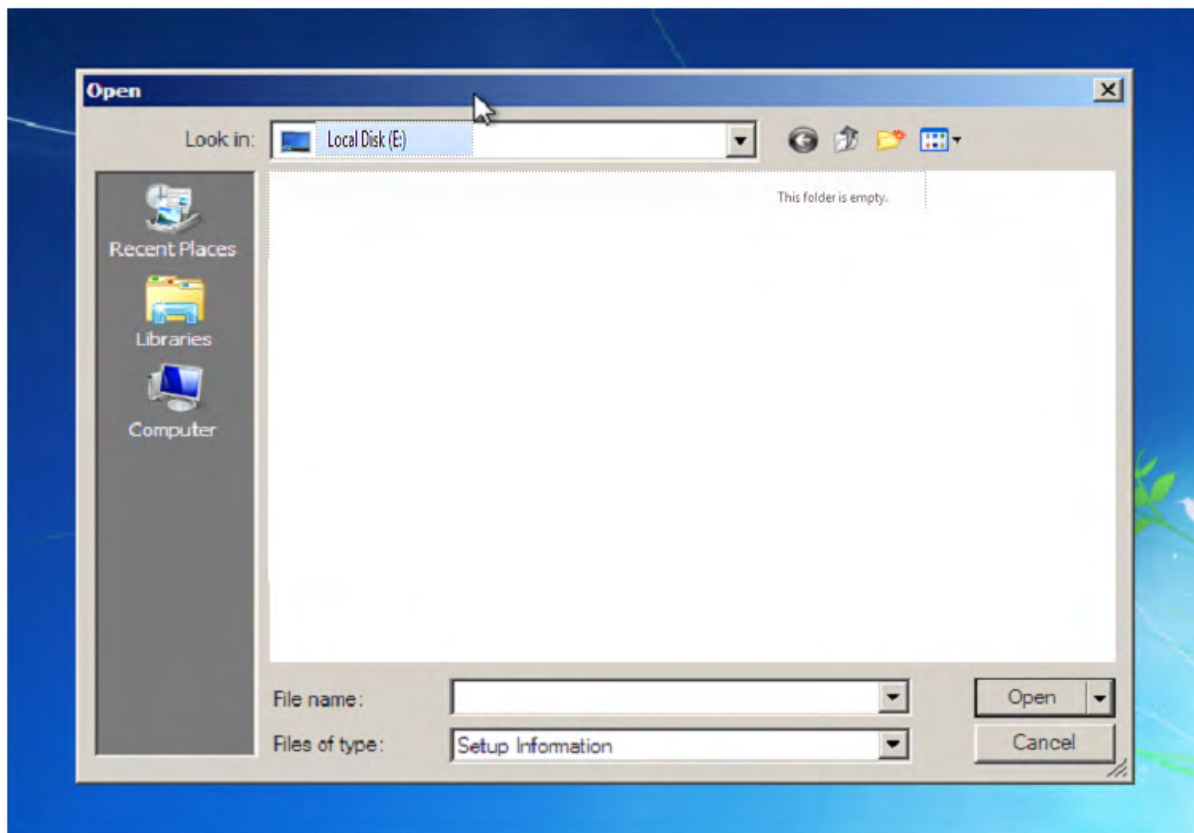 Open
Look in: Local Disk (E:)
This folder is empty.
Recent Places
Libraries
Computer
File name: Open
Files of type: Setup Information Cancel